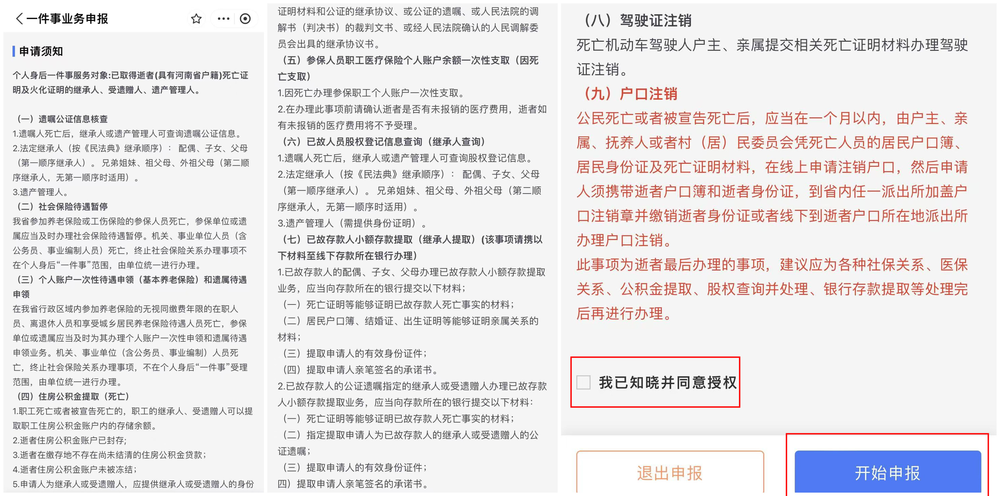 一件事业务申报
申请须知
个人身后一件事服务对象:已取得逝者(具有河南省户籍)死亡证
明及火化证明的继承人、受遗赠人、遗产管理人。
（一）遗嘱公证信息核查
1.遗嘱人死亡后，继承人或遗产管理人可查询遗嘱公证信息。
2.法定继承人（按《民法典》继承顺序）： 配偶、子女、父母
（第一顺序继承人）。 兄弟姐妹、祖父母、外祖父母（第二顺
序继承人，无第一顺序时适用）。
3.遗产管理人。
（二）社会保险待遇暂停
我省参加养老保险或工伤保险的参保人员死亡，参保单位或遗
属应当及时办理社会保险待遇暂停。机关、事业单位人员（含
公务员、事业编制人员）死亡，终止社会保险关系办理事项不
在个人身后“一件事”范围，由单位统一进行办理。
（三）个人账户一次性待遇申领（基本养老保险）和遗属待遇
申领
在我省行政区域内参加养老保险的无视同缴费年限的在职人
员、离退休人员和享受城乡居民养老保险待遇人员死亡，参保
单位或遗属应当及时为其办理个人账户一次性申领和遗属待遇
申领业务。机关、事业单位（含公务员、事业编制）人员死
亡，终止社会保险关系办理事项，不在个人身后“一件事”受理
范围，由单位统一进行办理。
（四）住房公积金提取（死亡）
1.职工死亡或者被宣告死亡的，职工的继承人、受遗赠人可以提
取职工住房公积金账户内的存储余额。
2.逝者住房公积金账户已封存;
3.逝者在缴存地不存在尚未结清的住房公积金贷款；
4.逝者住房公积金账户未被冻结；
5.申请人为继承人或受遗赠人，应提供继承人或受遗赠人的身份
证明材料和公证的继承协议、或公证的遗嘱、或人民法院的调
解书（判决书）的裁判文书、或经人民法院确认的人民调解委
员会出具的继承协议书。
（五）参保人员职工医疗保险个人账户余额一次性支取（因死
亡支取）
1.因死亡办理参保职工个人账户一次性支取。
2.在办理此事项前请确认逝者是否有未报销的医疗费用，逝者如
有未报销的医疗费用将不予受理。
（六）已故人员股权登记信息查询（继承人查询）
1.遗嘱人死亡后，继承人或遗产管理人可查询股权登记信息。
2.法定继承人（按《民法典》继承顺序）： 配偶、子女、父母
（第一顺序继承人）。 兄弟姐妹、祖父母、外祖父母（第二顺
序继承人，无第一顺序时适用）。
3.遗产管理人（需提供身份证明）。
（七）已故存款人小额存款提取（继承人提取）(该事项请携以
下材料至线下存款所在银行办理）
1.已故存款人的配偶、子女、父母办理已故存款人小额存款提取
业务，应当向存款所在的银行提交以下材料；
（一）死亡证明等能够证明已故存款人死亡事实的材料；
（二）居民户口簿、结婚证、出生证明等能够证明亲属关系的
材料；
（三）提取申请人的有效身份证件；
（四）提取申请人亲笔签名的承诺书。
2.已故存款人的公证遗嘱指定的继承人或受遗赠人办理已故存款
人小额存款提取业务，应当向存款所在的银行提交以下材料：
（一）死亡证明等能够证明已故存款人死亡事实的材料；
（二）指定提取申请人为已故存款人的继承人或受遗赠人的公
证遗嘱；
（三）提取申请人的有效身份证件；
四）提取申请人亲笔签名的承诺书。
（八）驾驶证注销
死亡机动车驾驶人户主、亲属提交相关死亡证明材料办理驾驶
证注销。
（九）户口注销
公民死亡或者被宣告死亡后，应当在一个月以内，由户主、亲
属、抚养人或者村（居）民委员会凭死亡人员的居民户口簿、
居民身份证及死亡证明材料，在线上申请注销户口，然后申请
人须携带逝者户口簿和逝者身份证，到省内任一派出所加盖户
口注销章并缴销逝者身份证或者线下到逝者户口所在地派出所
办理户口注销。
此事项为逝者最后办理的事项，建议应为各种社保关系、医保
关系、公积金提取、股权查询并处理、银行存款提取等处理完
后再进行办理。
我已知晓并同意授权
退出申报
开始申报